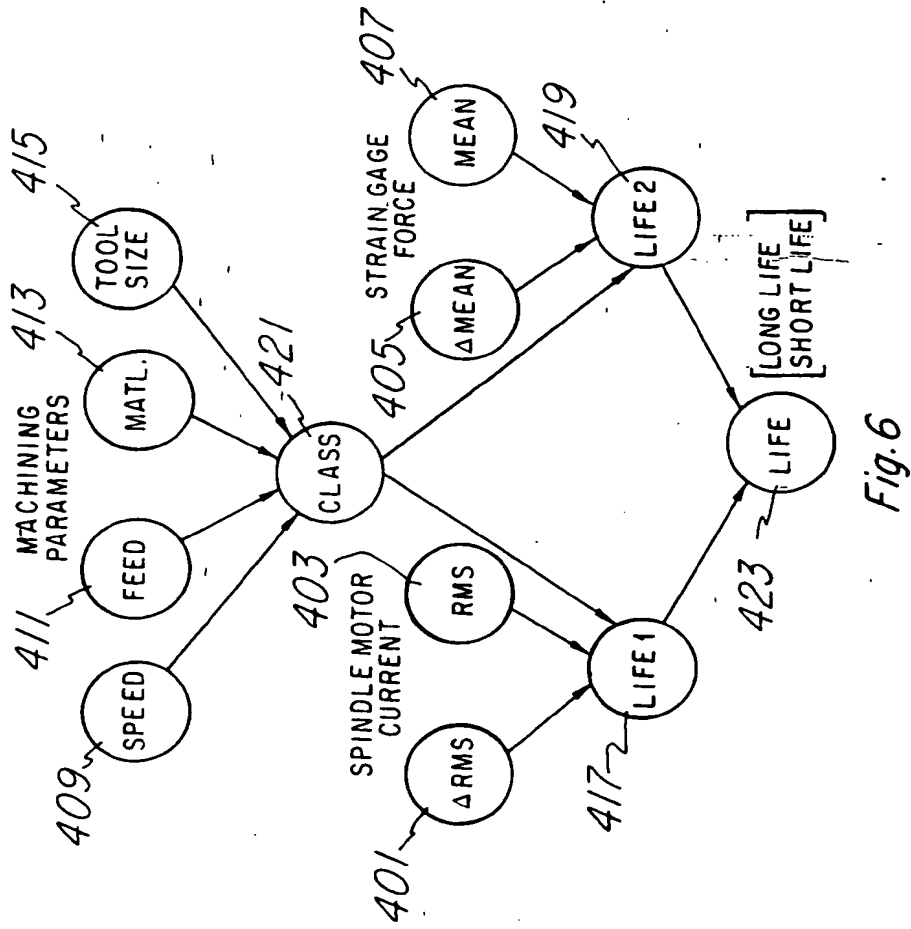 MACHINING
PARAMETERS
409
SPEED
411
FEED
413
MATL.
415
TOOL
SIZE
421
CLASS
SPINDLE MOTOR
CURRENT
401
ΔRMS
403
RMS
STRAIN GAGE
FORCE
405
ΔMEAN
407
MEAN
417
LIFE 1
419
LIFE 2
423
LIFE
[LONG LIFE
SHORT LIFE]
Fig. 6